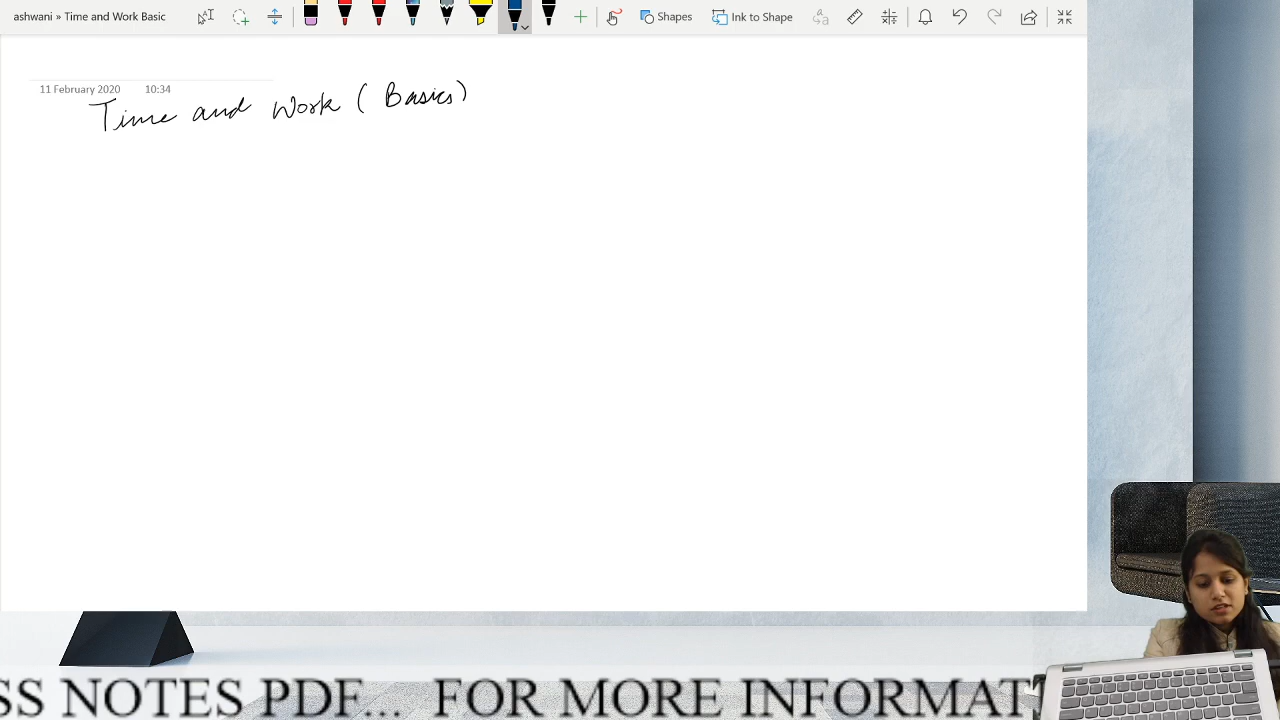 ashwani » Time and Work Basic
Shapes
Ink to Shape
11 February 2020 10:34
Time and Work (Basics)
SS NOTES PDF... FOR MORE INFORMAT